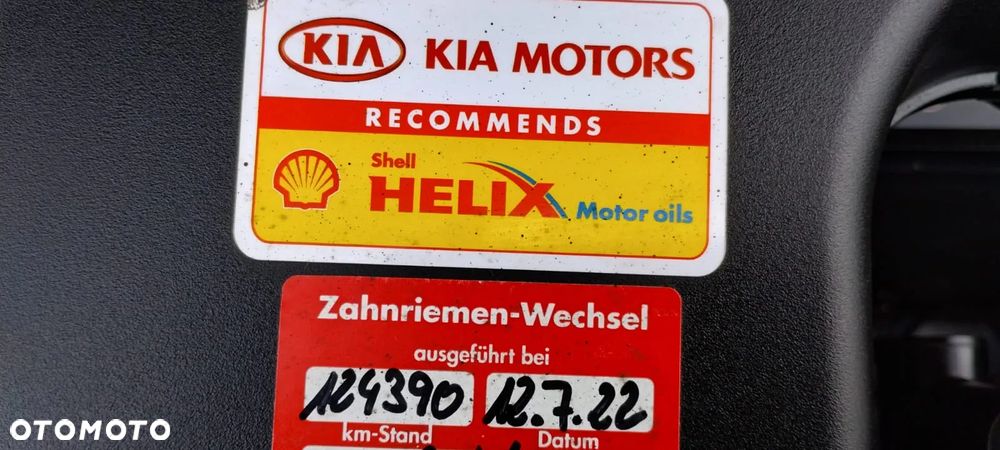 KIA KIA MOTORS
RECOMMENDS
Shell
HELIX Motor oils
Zahnriemen-Wechsel
ausgeführt bei
124390 12.7.22
km-Stand Datum
OTOMOTO